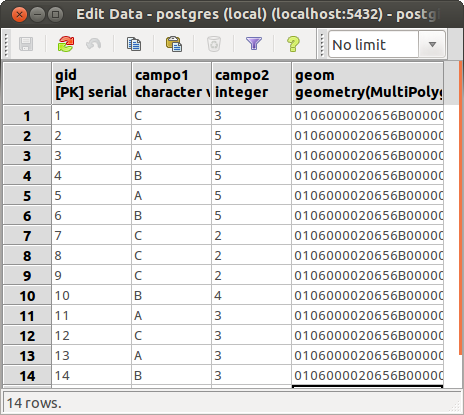 Edit Data - postgres (local) (localhost:5432) - postg
No limit
gid campo1 campo2 geom
[PK] serial character v integer geometry(MultiPolyg
1 1 C 3 0106000020656B00000
2 2 A 5 0106000020656B00000
3 3 A 5 0106000020656B00000
4 4 B 5 0106000020656B00000
5 5 A 5 0106000020656B00000
6 6 B 5 0106000020656B00000
7 7 C 2 0106000020656B00000
8 8 C 2 0106000020656B00000
9 9 C 2 0106000020656B00000
10 10 B 4 0106000020656B00000
11 11 A 3 0106000020656B00000
12 12 C 3 0106000020656B00000
13 13 A 3 0106000020656B00000
14 14 B 3 0106000020656B00000
14 rows.